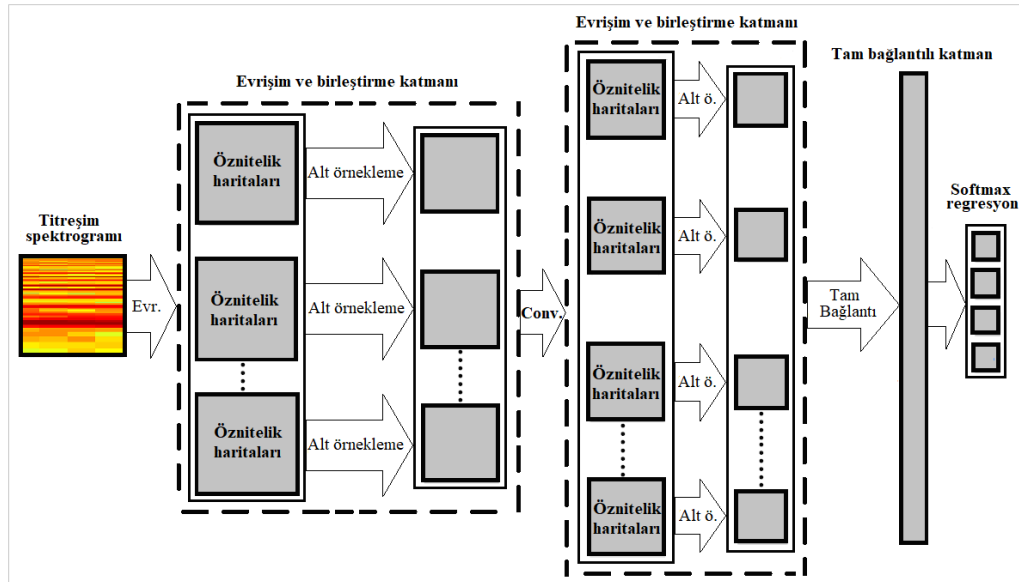 Titreşim
spektrogramı
Evr.
Evrişim ve birleştirme katmanı
Öznitelik
haritaları
Alt örnekleme
Öznitelik
haritaları
Alt örnekleme
Öznitelik
haritaları
Alt örnekleme
Conv.
Evrişim ve birleştirme katmanı
Öznitelik
haritaları
Alt ö.
Öznitelik
haritaları
Alt ö.
Öznitelik
haritaları
Alt ö.
Öznitelik
haritaları
Alt ö.
Tam
Bağlantı
Tam bağlantılı katman
Softmax
regresyon